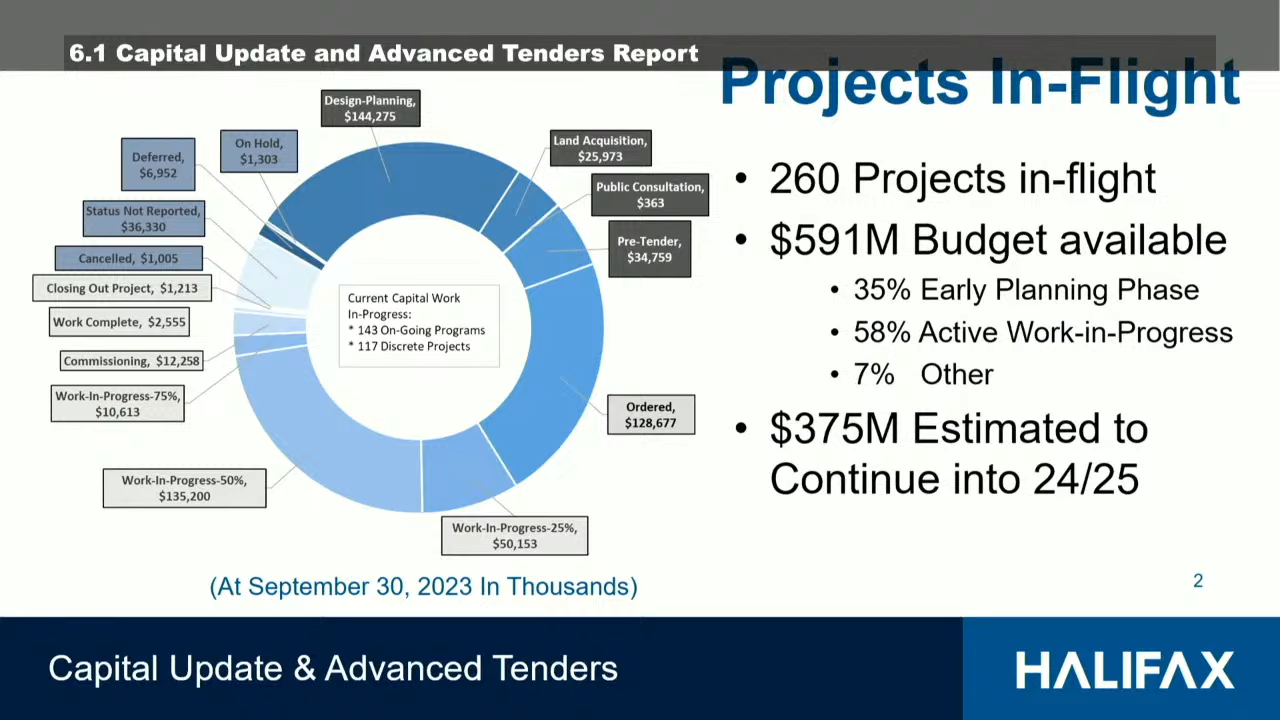 6.1 Capital Update and Advanced Tenders Report
Projects In-Flight
Design-Planning,
$144,275
On Hold,
$1,303
Deferred,
$6,952
Status Not Reported,
$36,330
Cancelled, $1,005
Closing Out Project, $1,213
Work Complete, $2,555
Commissioning, $12,258
Work-In-Progress-75%,
$10,613
Work-In-Progress-50%,
$135,200
Work-In-Progress-25%,
$50,153
Ordered,
$128,677
Pre-Tender,
$34,759
Public Consultation,
$363
Land Acquisition,
$25,973
Current Capital Work
In-Progress:
* 143 On-Going Programs
* 117 Discrete Projects
(At September 30, 2023 In Thousands)
• 260 Projects in-flight
• $591M Budget available
• 35% Early Planning Phase
• 58% Active Work-in-Progress
• 7% Other
• $375M Estimated to
Continue into 24/25
2
Capital Update & Advanced Tenders
HALIFAX